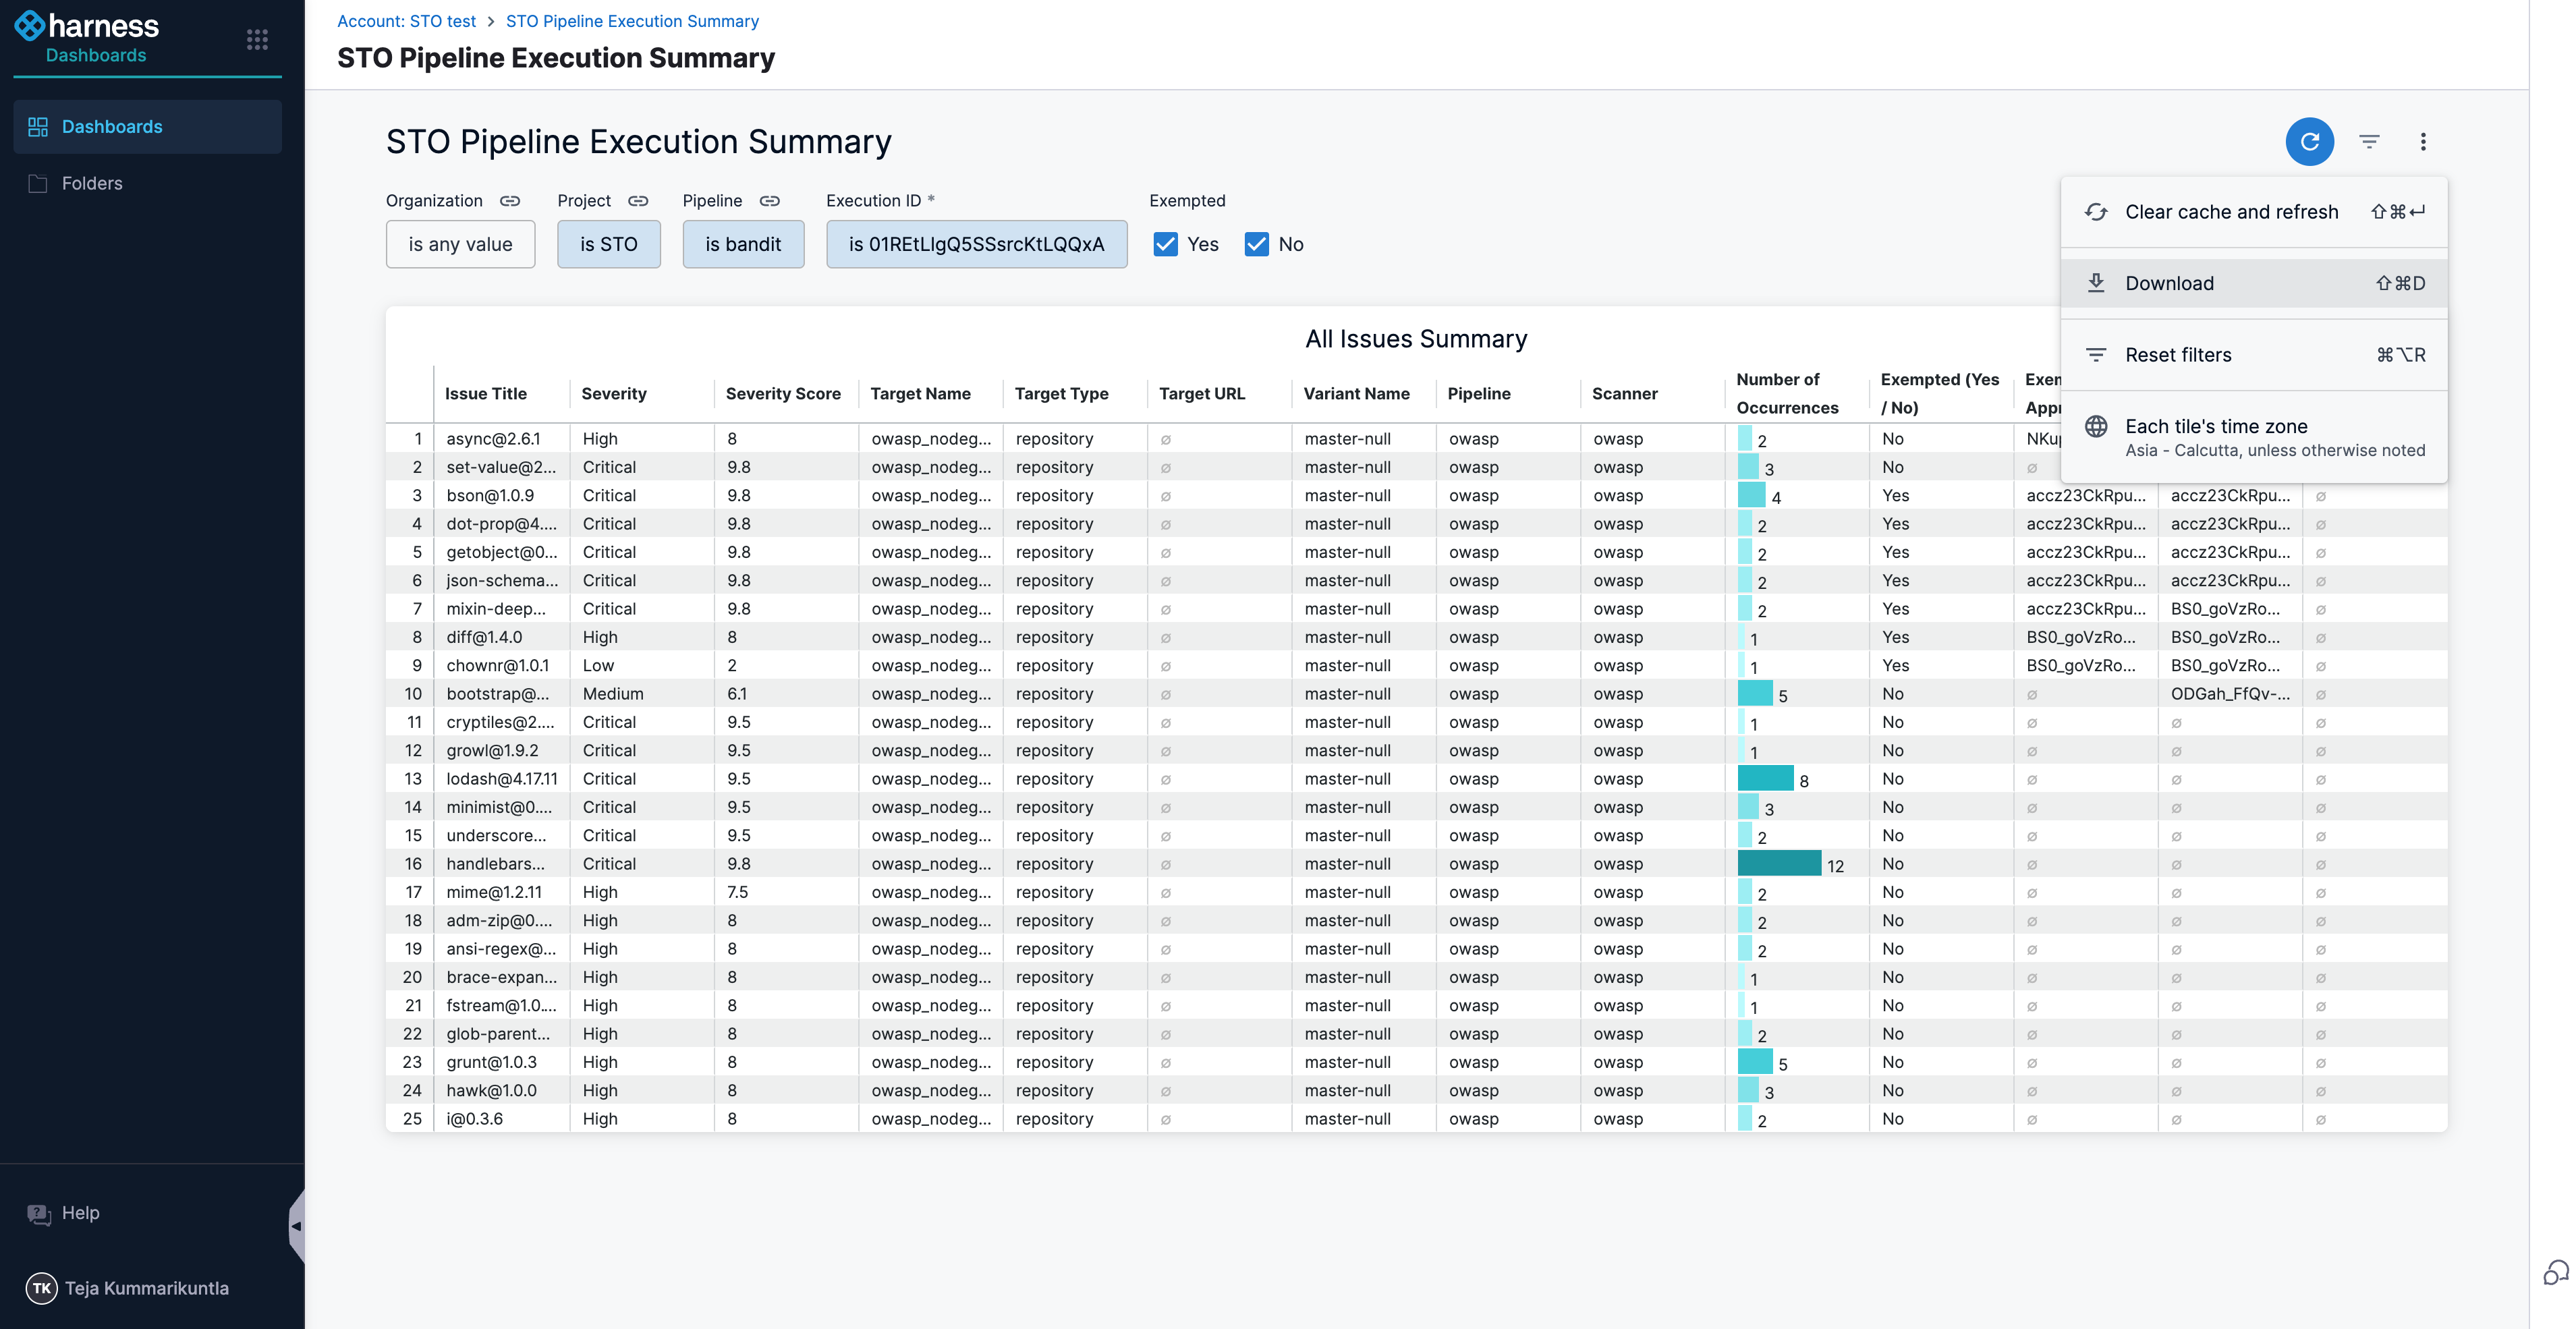 harness
Dashboards
Dashboards
Folders
Help
TK Teja Kummarikuntla
Account: STO test > STO Pipeline Execution Summary
STO Pipeline Execution Summary
STO Pipeline Execution Summary
Organization Project Pipeline Execution ID * Exempted
is any value is STO is bandit is 01REtLlgQ5SSsrcKtLQQxA Yes No
Clear cache and refresh ⇧⌘↵
Download ⇧⌘D
Reset filters ⌘⌥R
Each tile's time zone
Asia - Calcutta, unless otherwise noted
All Issues Summary
Issue Title Severity Severity Score Target Name Target Type Target URL Variant Name Pipeline Scanner Number of Occurrences Exempted (Yes / No)
1 async@2.6.1 High 8 owasp_nodeg... repository ∅ master-null owasp owasp 2 No
2 set-value@2... Critical 9.8 owasp_nodeg... repository ∅ master-null owasp owasp 3 No ∅
3 bson@1.0.9 Critical 9.8 owasp_nodeg... repository ∅ master-null owasp owasp 4 Yes accz23CkRpu... accz23CkRpu... ∅
4 dot-prop@4.... Critical 9.8 owasp_nodeg... repository ∅ master-null owasp owasp 2 Yes accz23CkRpu... accz23CkRpu... ∅
5 getobject@0... Critical 9.8 owasp_nodeg... repository ∅ master-null owasp owasp 2 Yes accz23CkRpu... accz23CkRpu... ∅
6 json-schema... Critical 9.8 owasp_nodeg... repository ∅ master-null owasp owasp 2 Yes accz23CkRpu... accz23CkRpu... ∅
7 mixin-deep... Critical 9.8 owasp_nodeg... repository ∅ master-null owasp owasp 2 Yes accz23CkRpu... BS0_goVzRo... ∅
8 diff@1.4.0 High 8 owasp_nodeg... repository ∅ master-null owasp owasp 1 Yes BS0_goVzRo... BS0_goVzRo... ∅
9 chownr@1.0.1 Low 2 owasp_nodeg... repository ∅ master-null owasp owasp 1 Yes BS0_goVzRo... BS0_goVzRo... ∅
10 bootstrap@... Medium 6.1 owasp_nodeg... repository ∅ master-null owasp owasp 5 No ∅ ODGah_FfQv-... ∅
11 cryptiles@2.... Critical 9.5 owasp_nodeg... repository ∅ master-null owasp owasp 1 No ∅ ∅ ∅
12 growl@1.9.2 Critical 9.5 owasp_nodeg... repository ∅ master-null owasp owasp 1 No ∅ ∅ ∅
13 lodash@4.17.11 Critical 9.5 owasp_nodeg... repository ∅ master-null owasp owasp 8 No ∅ ∅ ∅
14 minimist@0.... Critical 9.5 owasp_nodeg... repository ∅ master-null owasp owasp 3 No ∅ ∅ ∅
15 underscore... Critical 9.5 owasp_nodeg... repository ∅ master-null owasp owasp 2 No ∅ ∅ ∅
16 handlebars... Critical 9.8 owasp_nodeg... repository ∅ master-null owasp owasp 12 No ∅ ∅ ∅
17 mime@1.2.11 High 7.5 owasp_nodeg... repository ∅ master-null owasp owasp 2 No ∅ ∅ ∅
18 adm-zip@0.... High 8 owasp_nodeg... repository ∅ master-null owasp owasp 2 No ∅ ∅ ∅
19 ansi-regex@... High 8 owasp_nodeg... repository ∅ master-null owasp owasp 2 No ∅ ∅ ∅
20 brace-expan... High 8 owasp_nodeg... repository ∅ master-null owasp owasp 1 No ∅ ∅ ∅
21 fstream@1.0.... High 8 owasp_nodeg... repository ∅ master-null owasp owasp 1 No ∅ ∅ ∅
22 glob-parent... High 8 owasp_nodeg... repository ∅ master-null owasp owasp 2 No ∅ ∅ ∅
23 grunt@1.0.3 High 8 owasp_nodeg... repository ∅ master-null owasp owasp 5 No ∅ ∅ ∅
24 hawk@1.0.0 High 8 owasp_nodeg... repository ∅ master-null owasp owasp 3 No ∅ ∅ ∅
25 i@0.3.6 High 8 owasp_nodeg... repository ∅ master-null owasp owasp 2 No ∅ ∅ ∅